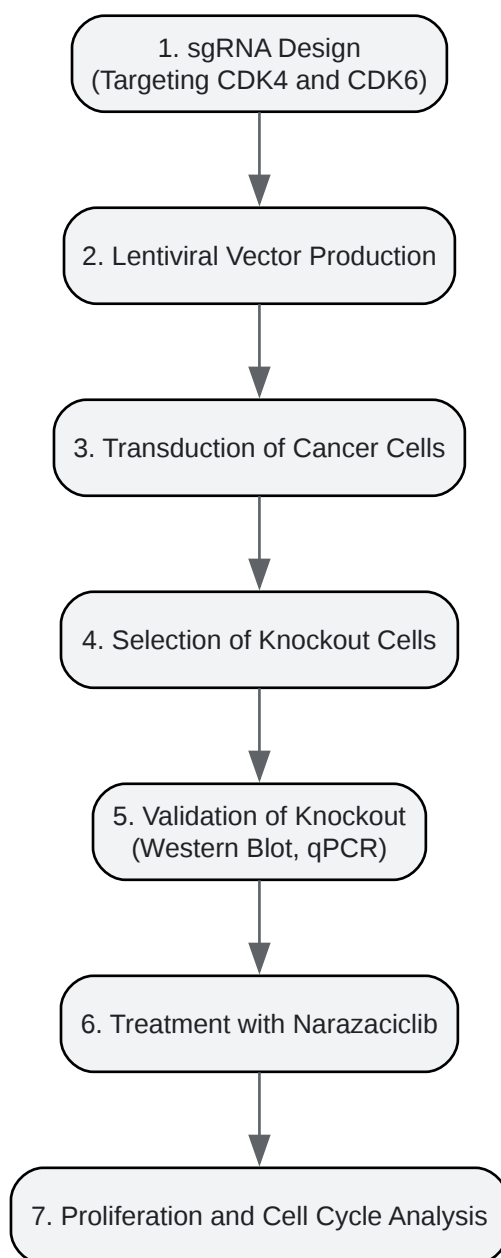 1. sgRNA Design
(Targeting CDK4 and CDK6)
2. Lentiviral Vector Production
3. Transduction of Cancer Cells
4. Selection of Knockout Cells
5. Validation of Knockout
(Western Blot, qPCR)
6. Treatment with Narazaciclib
7. Proliferation and Cell Cycle Analysis